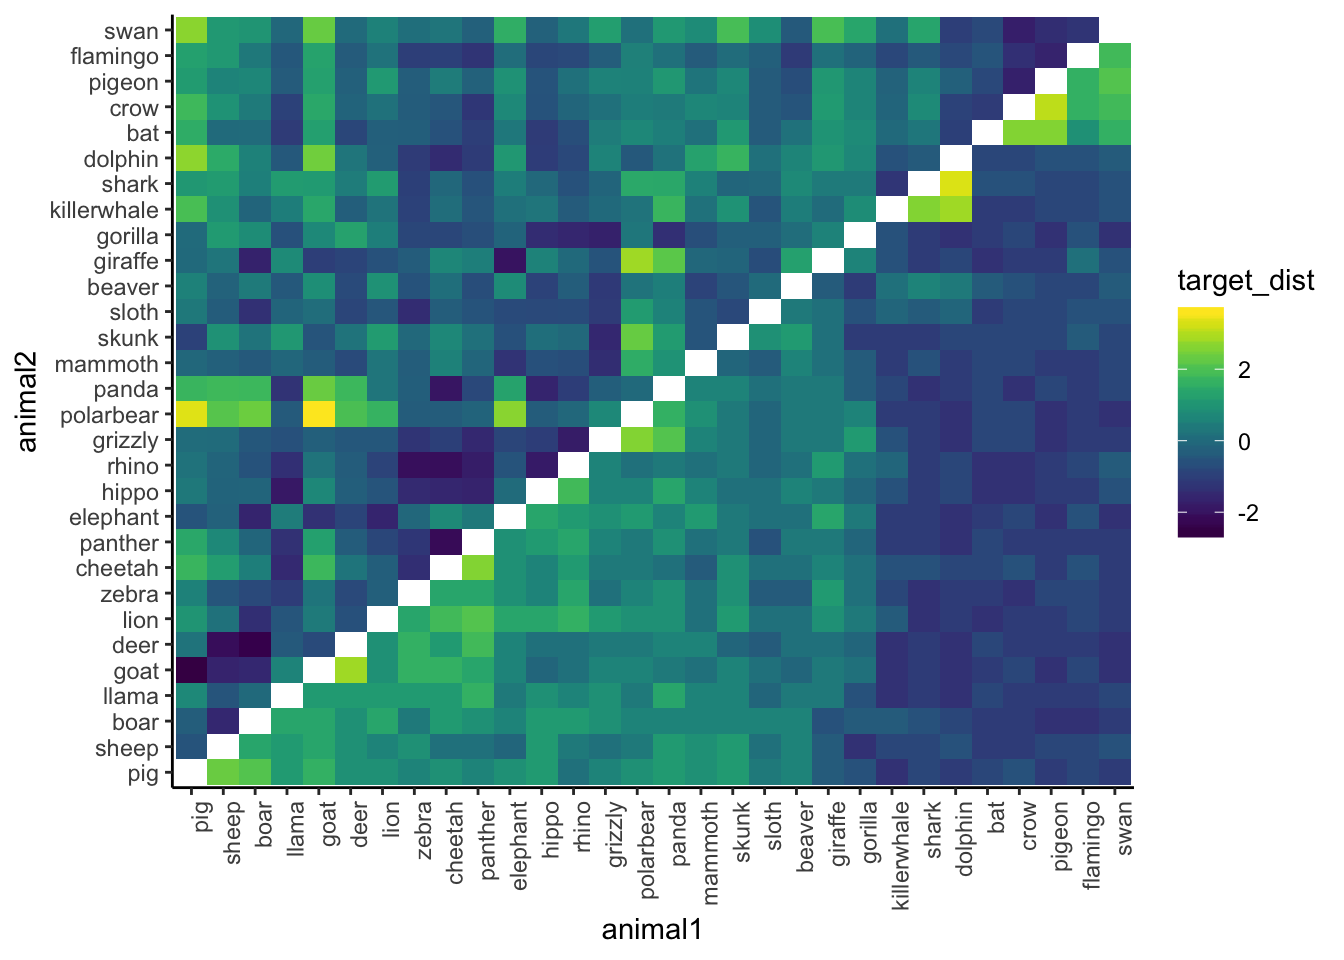 swan
flamingo
pigeon
crow
bat
dolphin
shark
killerwhale
gorilla
giraffe
beaver
sloth
skunk
mammoth
panda
polarbear
grizzly
rhino
hippo
elephant
panther
cheetah
zebra
lion
deer
goat
llama
boar
sheep
pig
animal2
pig
sheep
boar
llama
goat
deer
lion
zebra
cheetah
panther
elephant
hippo
rhino
grizzly
polarbear
panda
mammoth
skunk
sloth
beaver
giraffe
gorilla
killerwhale
shark
dolphin
bat
crow
pigeon
flamingo
swan
animal1
target_dist
2
0
-2